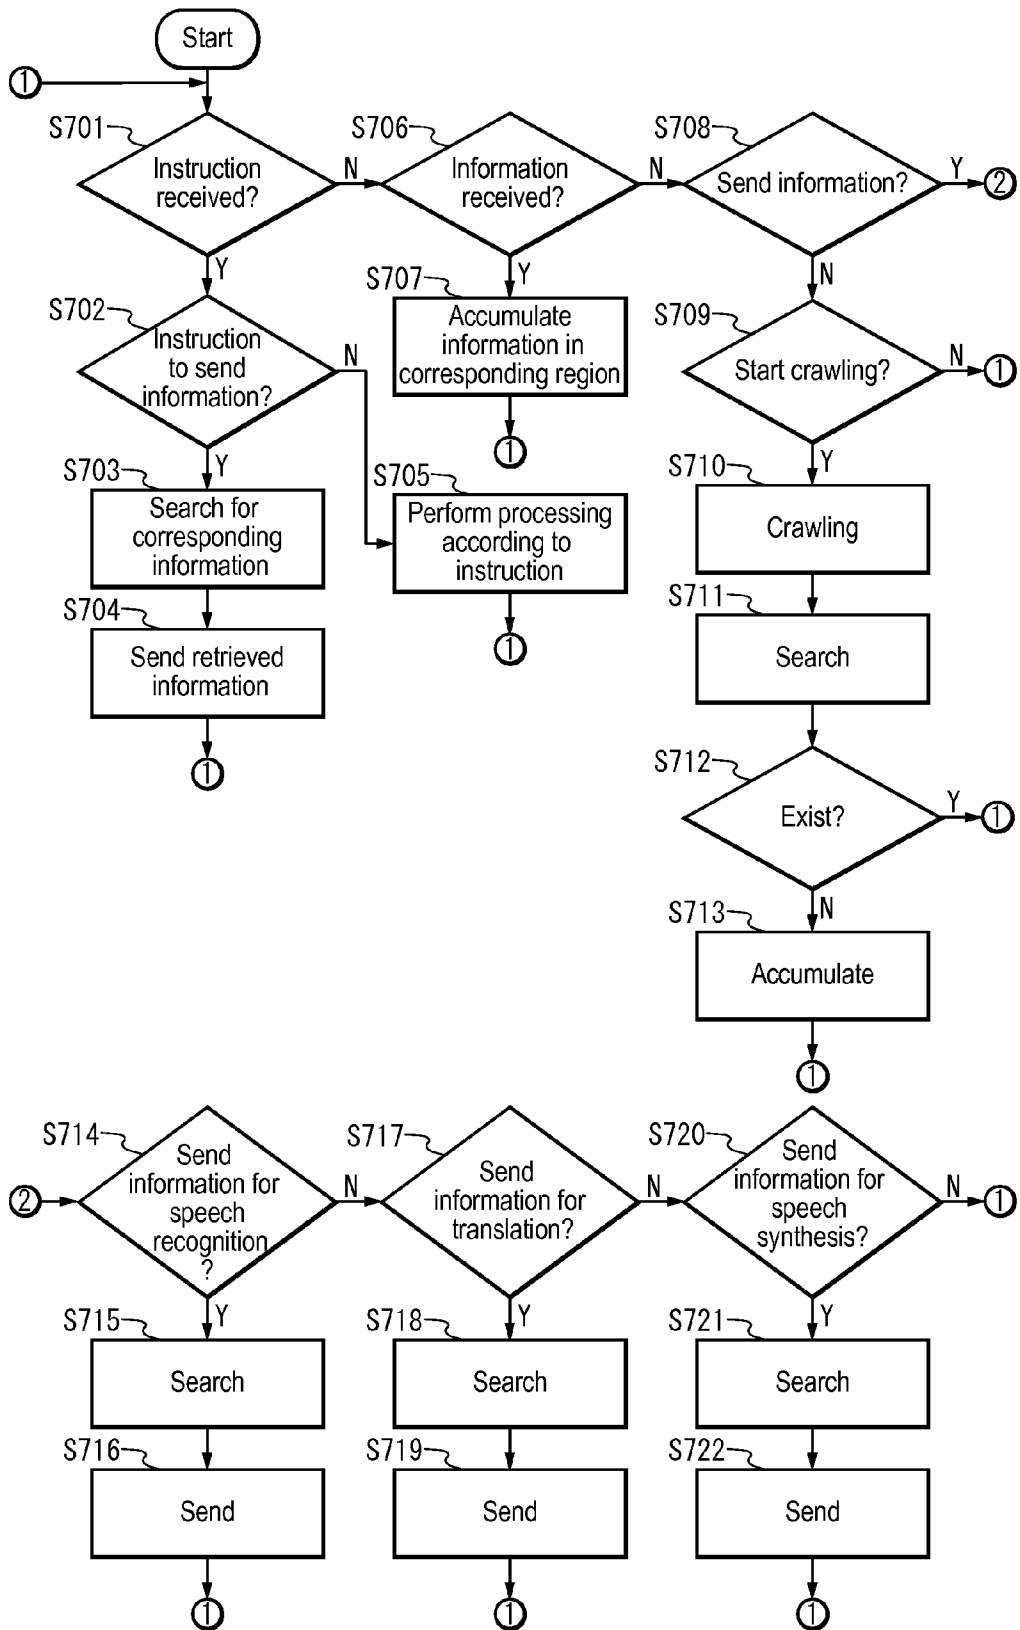 Start
1
S701
Instruction
received?
N
Y
S706
Information
received?
N
Y
S708
Send information?
Y
2
N
S702
Instruction
to send
information?
N
Y
S707
Accumulate
information in
corresponding region
1
S709
Start crawling?
N
1
Y
S703
Search for
corresponding
information
S705
Perform processing
according to
instruction
1
S710
Crawling
S704
Send retrieved
information
1
S711
Search
S712
Exist?
Y
1
N
S713
Accumulate
1
2
S714
Send
information for
speech
recognition
?
N
Y
S717
Send
information for
translation?
N
Y
S720
Send
information for
speech
synthesis?
N
1
Y
S715
Search
S718
Search
S721
Search
S716
Send
1
S719
Send
1
S722
Send
1